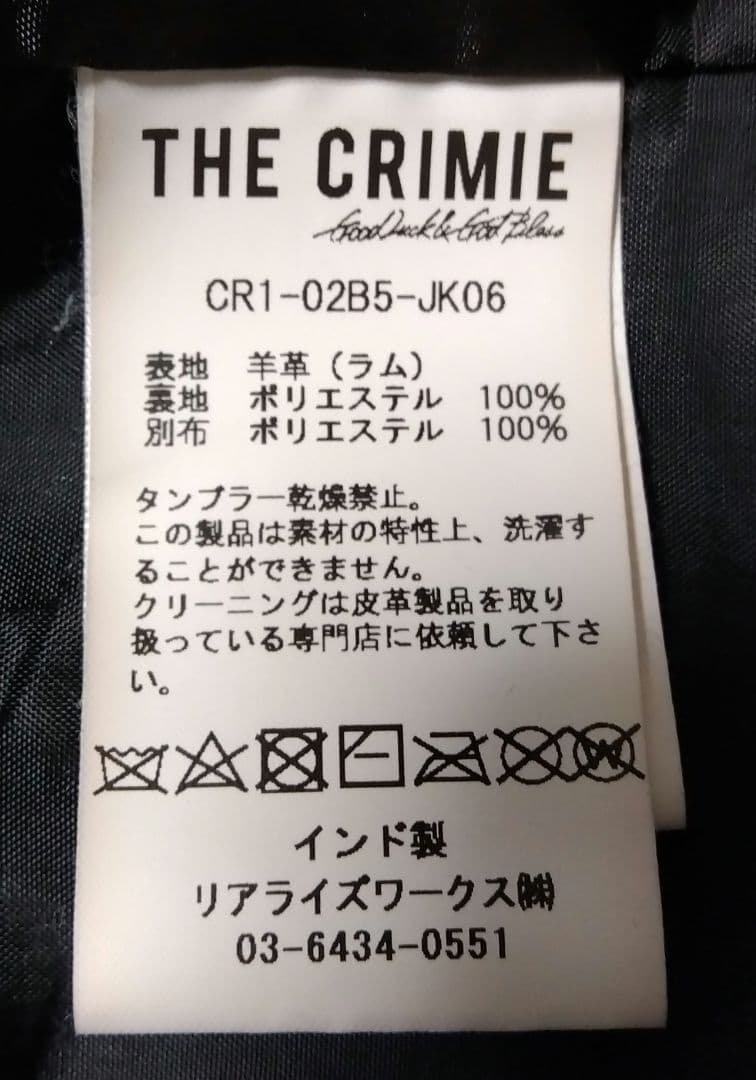 THE CRIMIE
Good Luck & God Bless
CR1-02B5-JK06
表地 羊革(ラム)
裏地 ポリエステル 100%
別布 ポリエステル 100%
タンブラー乾燥禁止。
この製品は素材の特性上、洗濯す
ることができません。
クリーニングは皮革製品を取り
扱っている専門店に依頼して下さ
い。
W
インド製
リアライズワークス㈱
03-6434-0551